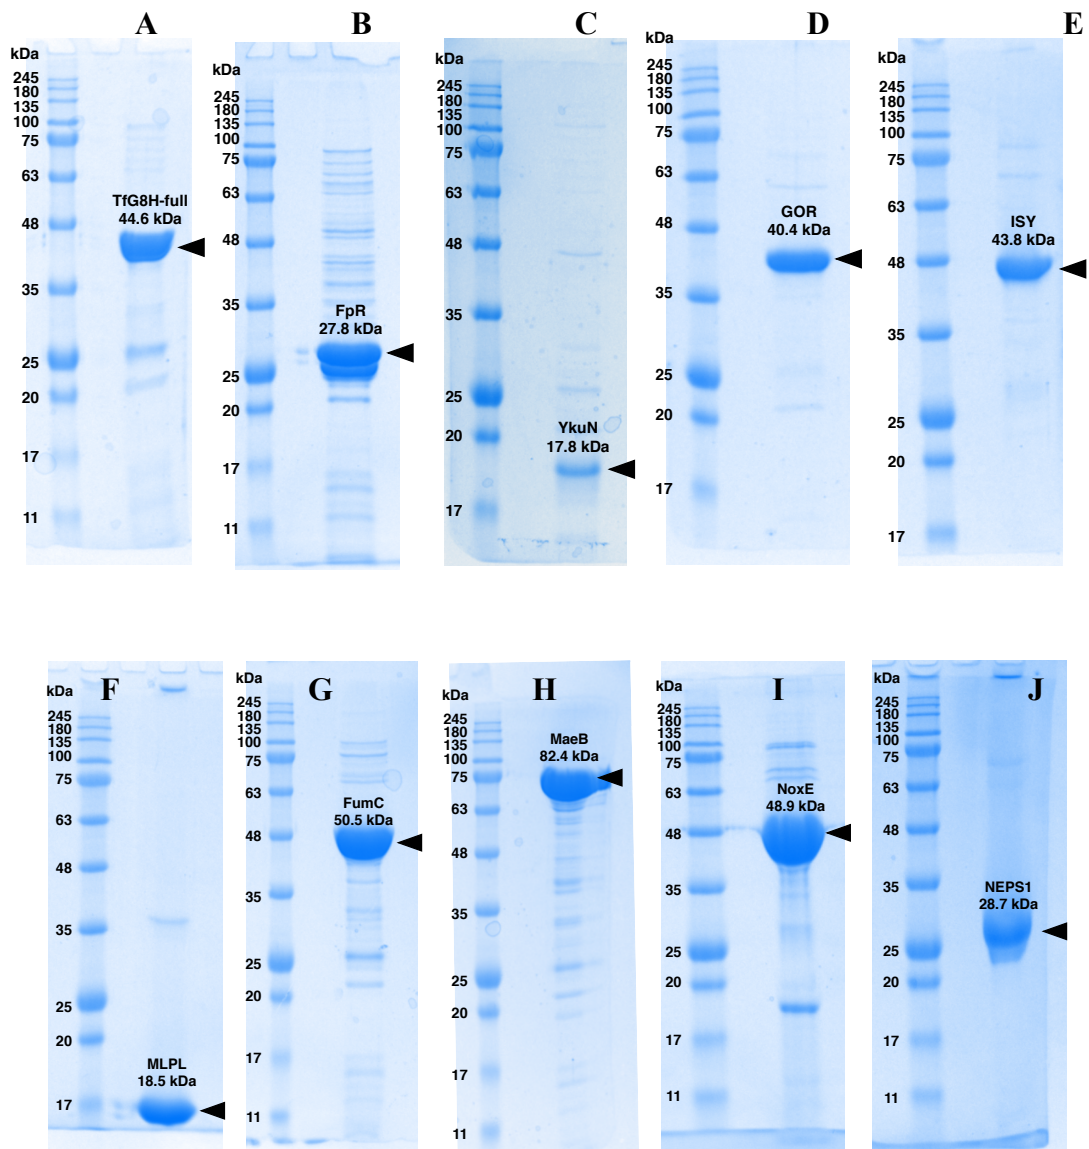 A
kDa
245
180
135
100
75
63
48
35
25
20
17
11
TfG8H-full
44.6 kDa
B
kDa
245
180
135
100
75
63
48
35
25
20
17
11
FpR
27.8 kDa
C
kDa
245
180
135
100
75
63
48
35
25
20
17
YkuN
17.8 kDa
D
kDa
245
180
135
100
75
63
48
35
25
20
17
GOR
40.4 kDa
E
kDa
245
180
135
100
75
63
48
35
25
20
17
ISY
43.8 kDa
F
kDa
245
180
135
100
75
63
48
35
25
20
17
MLPL
18.5 kDa
G
kDa
245
180
135
100
75
63
48
35
25
20
17
11
FumC
50.5 kDa
H
kDa
245
180
135
100
75
63
48
35
25
20
17
11
MaeB
82.4 kDa
I
kDa
245
180
135
100
75
63
48
35
25
20
17
11
NoxE
48.9 kDa
J
kDa
245
180
135
100
75
63
48
35
25
20
17
11
NEPS1
28.7 kDa